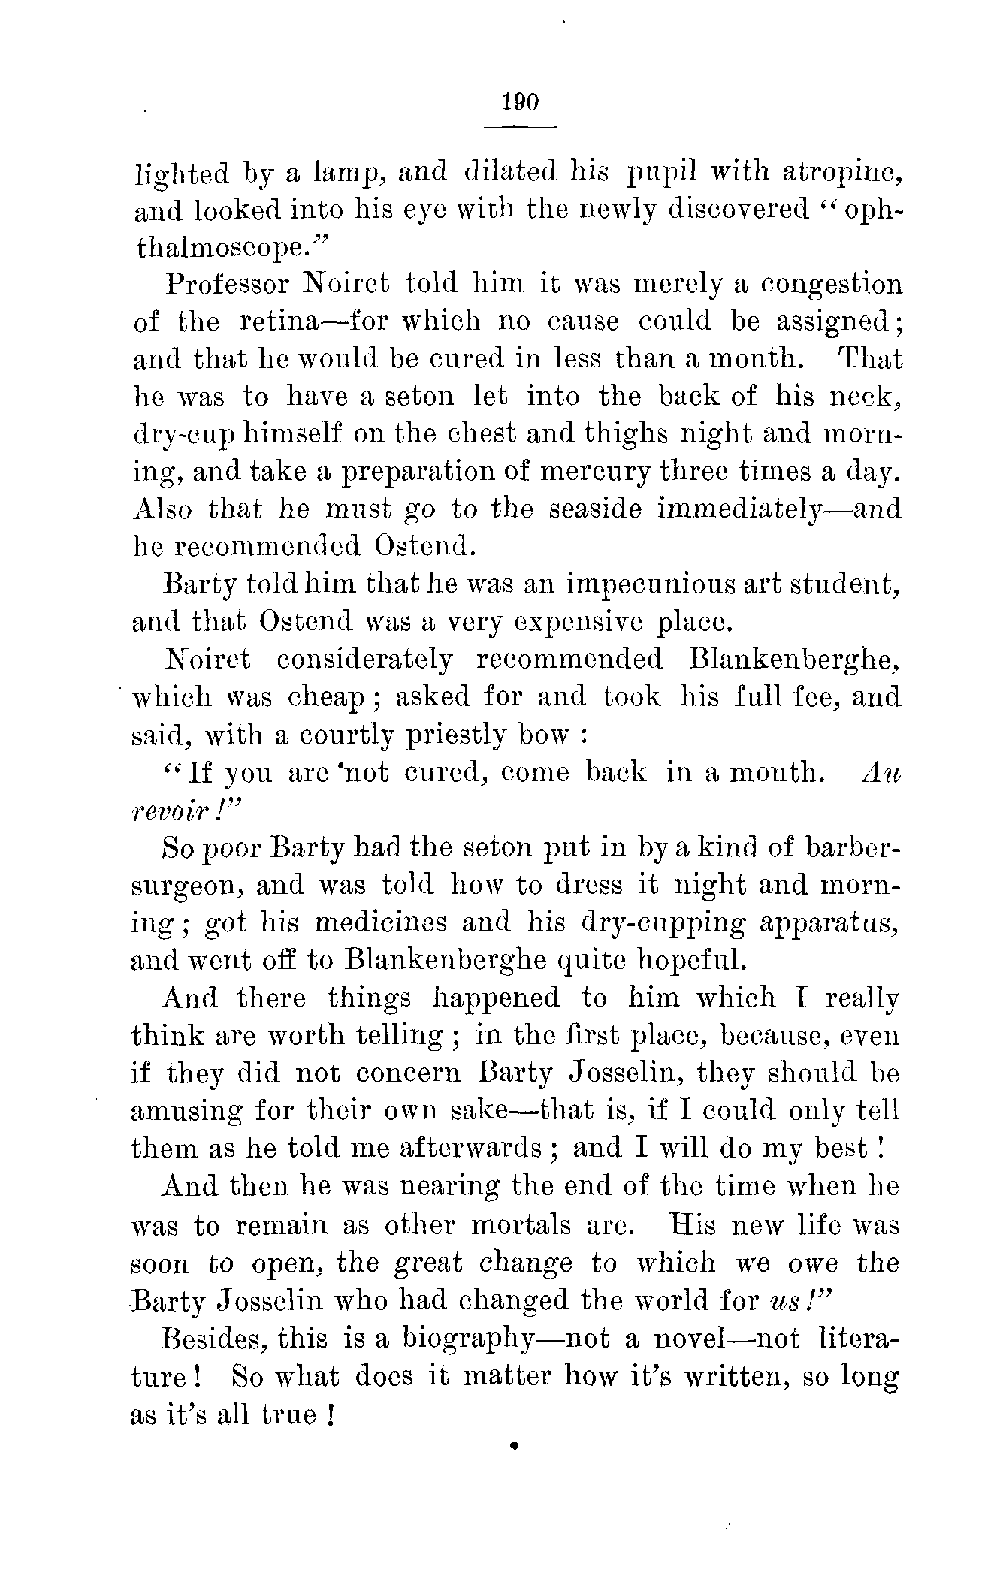 190
lighted by a lamp, and dilated his pupil with atropine,
and looked into his eye with the newly discovered “oph-
thalmoscope.”
Professor Noiret told him it was merely a congestion
of the retina—for which no cause could be assigned;
and that he would be cured in less than a month. That
he was to have a seton let into the back of his neck,
dry-cup himself on the chest and thighs night and morn-
ing, and take a preparation of mercury three times a day.
Also that he must go to the seaside immediately—and
he recommended Ostend.
Barty told him that he was an impecunious art student,
and that Ostend was a very expensive place.
Noiret considerately recommended Blankenberghe,
which was cheap; asked for and took his full fee, and
said, with a courtly priestly bow:
“If you are not cured, come back in a month. Au
revoir!”
So poor Barty had the seton put in by a kind of barber-
surgeon, and was told how to dress it night and morn-
ing; got his medicines and his dry-cupping apparatus,
and went off to Blankenberghe quite hopeful.
And there things happened to him which I really
think are worth telling; in the first place, because, even
if they did not concern Barty Josselin, they should be
amusing for their own sake—that is, if I could only tell
them as he told me afterwards; and I will do my best!
And then he was nearing the end of the time when he
was to remain as other mortals are. His new life was
soon to open, the great change to which we owe the
Barty Josselin who had changed the world for us!”
Besides, this is a biography—not a novel—not litera-
ture! So what does it matter how it’s written, so long
as it’s all true!